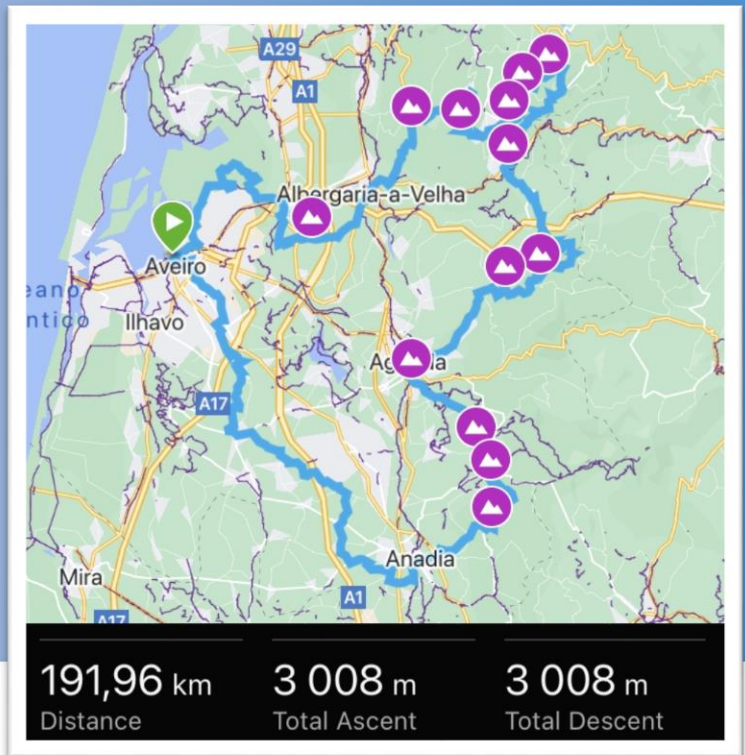 A29
A1
Albergaria-a-Velha
Aveiro
Ilhavo
A17
Anadia
Mira
A1
A17
191,96 km
3 008 m
3 008 m
Distance
Total Ascent
Total Descent